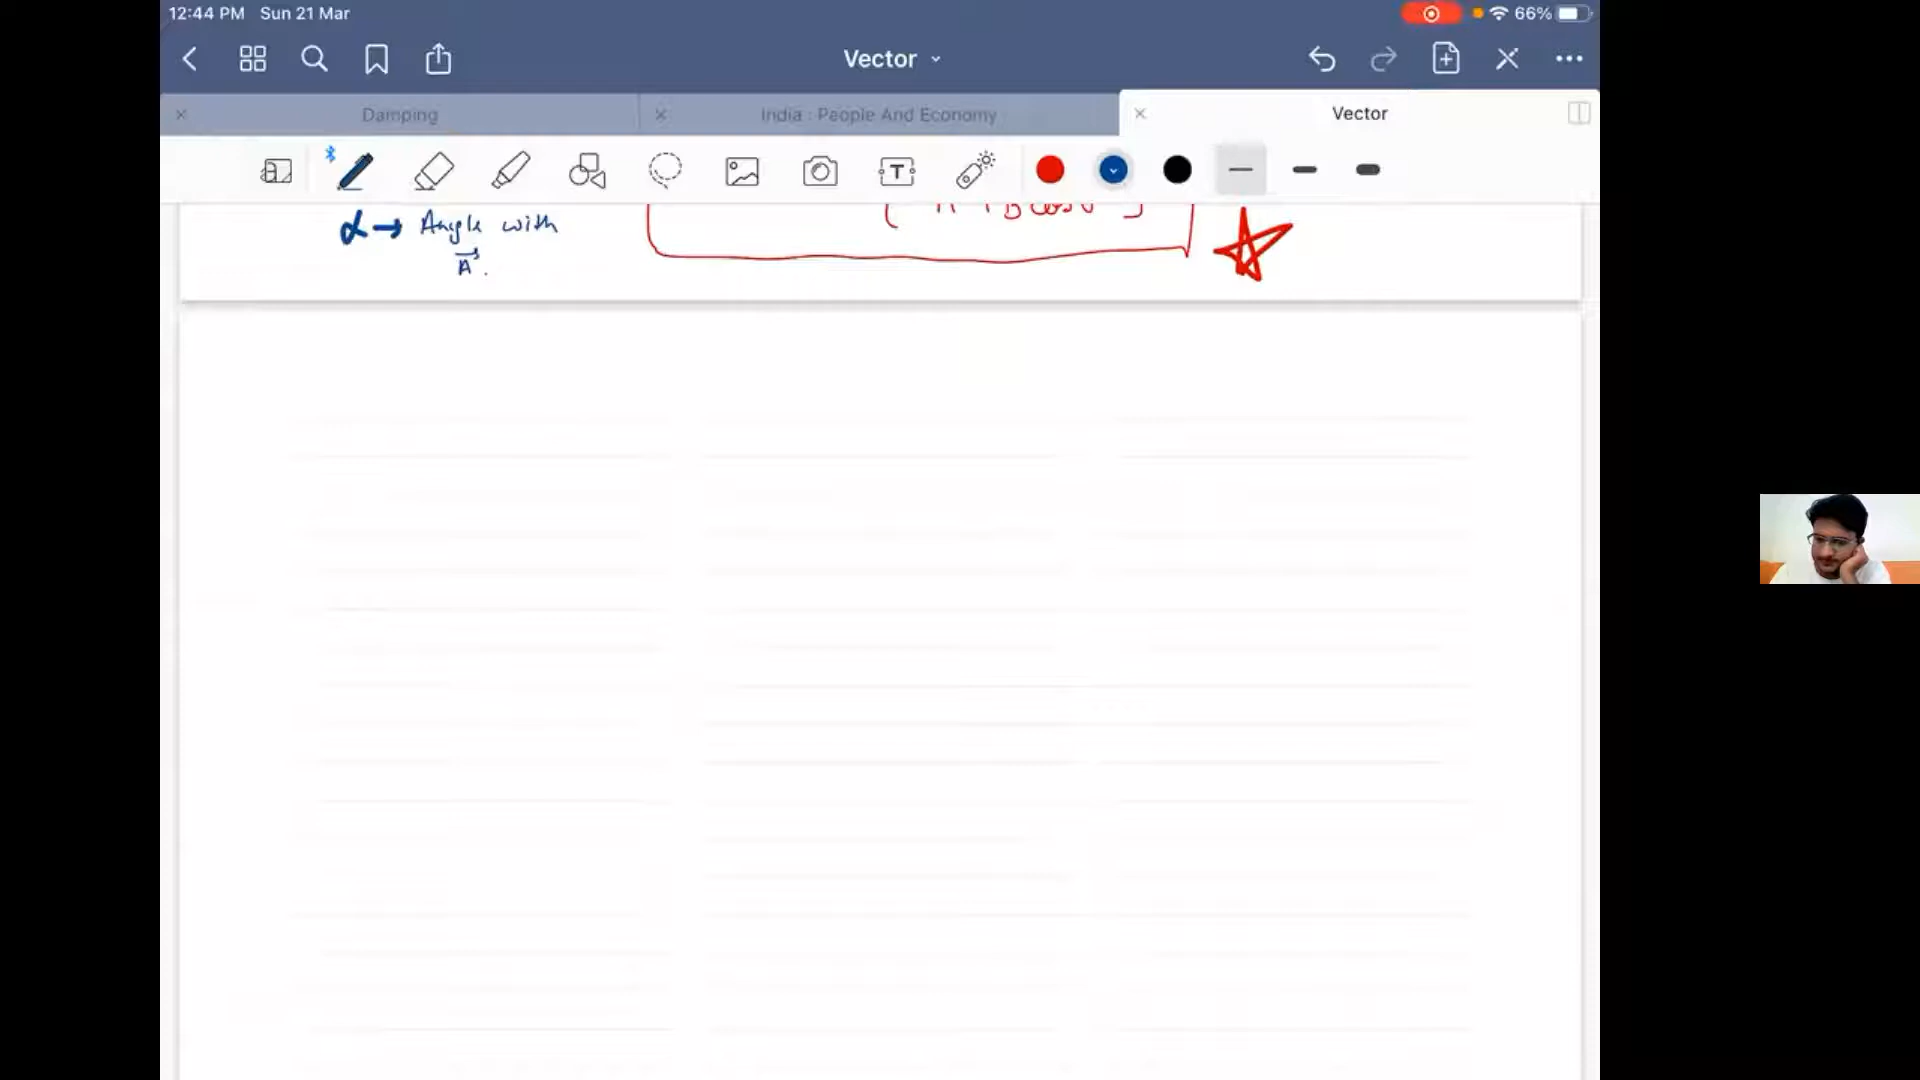 12:44 PM Sun 21 Mar
66%
Vector
Damping
India : People And Economy
Vector
T
α → Angle with
A⃗.